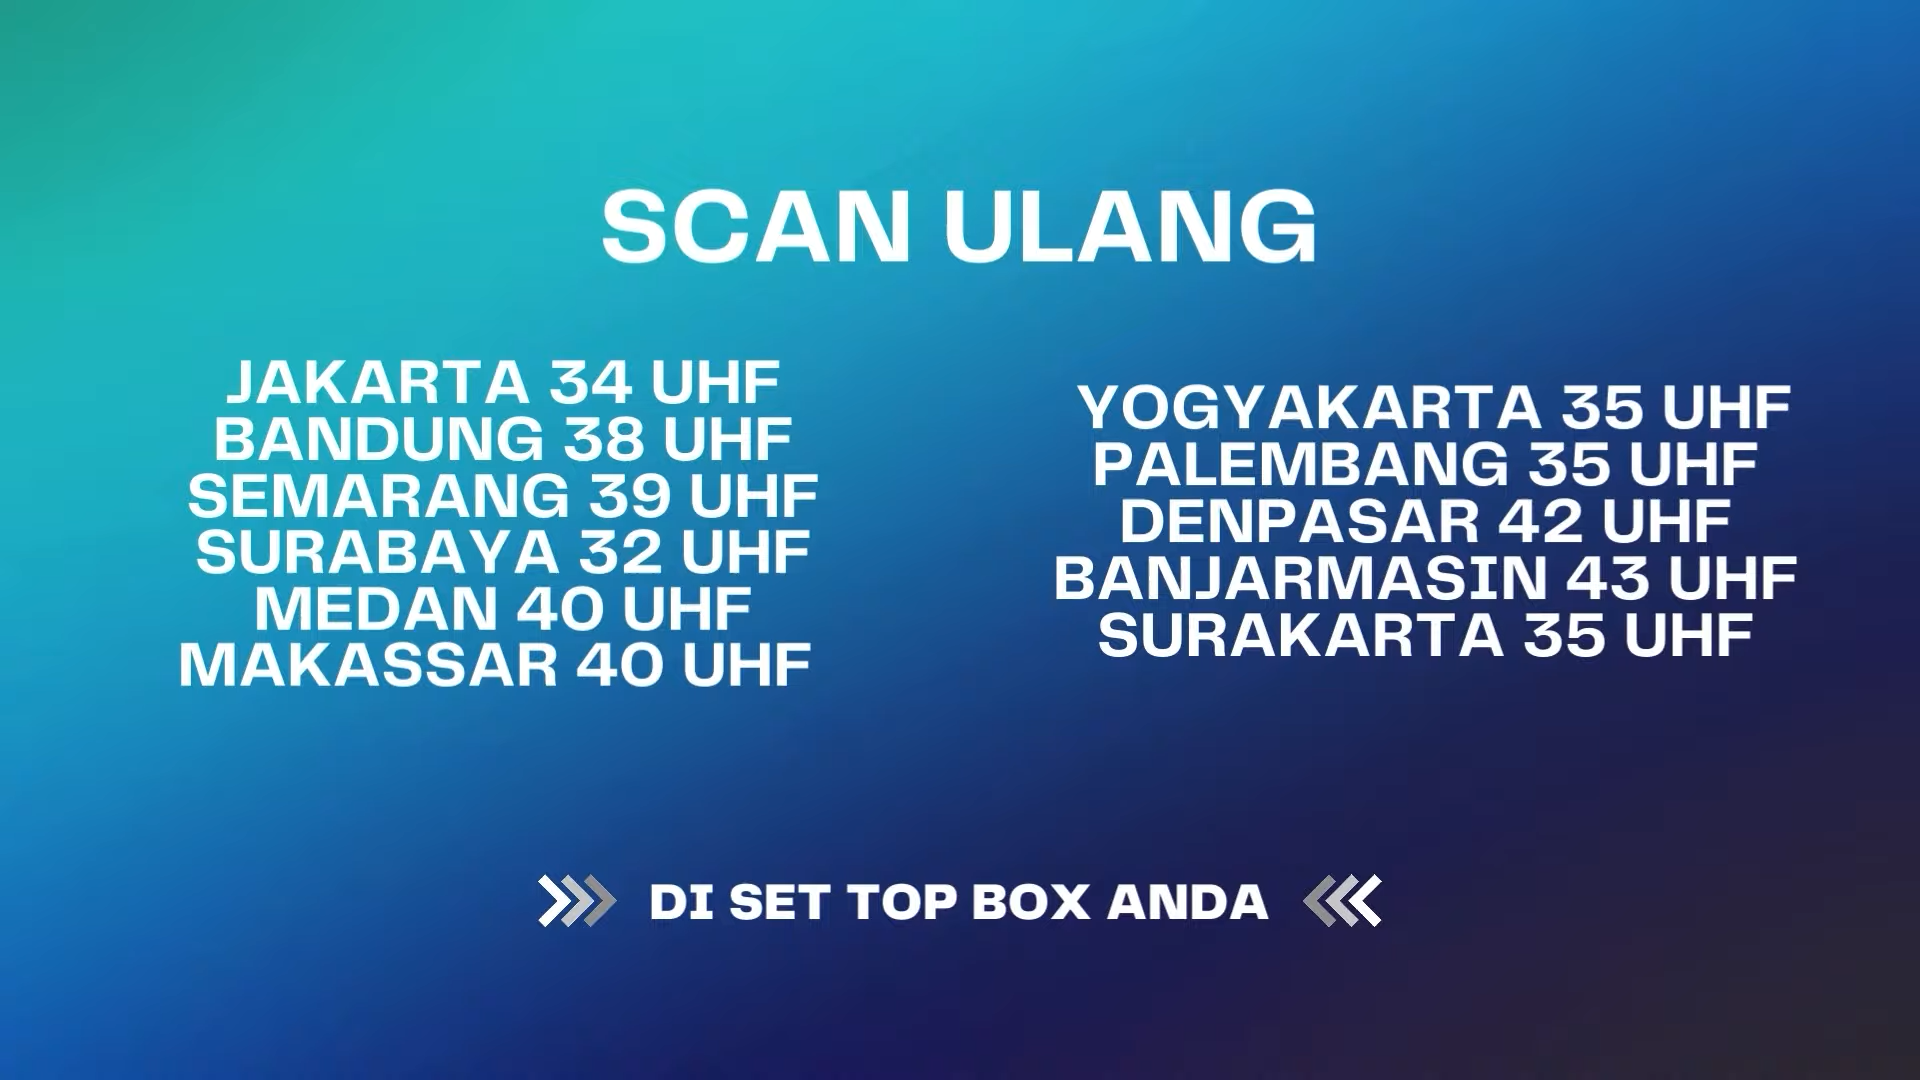 SCAN ULANG
JAKARTA 34 UHF
BANDUNG 38 UHF
SEMARANG 39 UHF
SURABAYA 32 UHF
MEDAN 40 UHF
MAKASSAR 40 UHF
YOGYAKARTA 35 UHF
PALEMBANG 35 UHF
DENPASAR 42 UHF
BANJARMASIN 43 UHF
SURAKARTA 35 UHF
DI SET TOP BOX ANDA